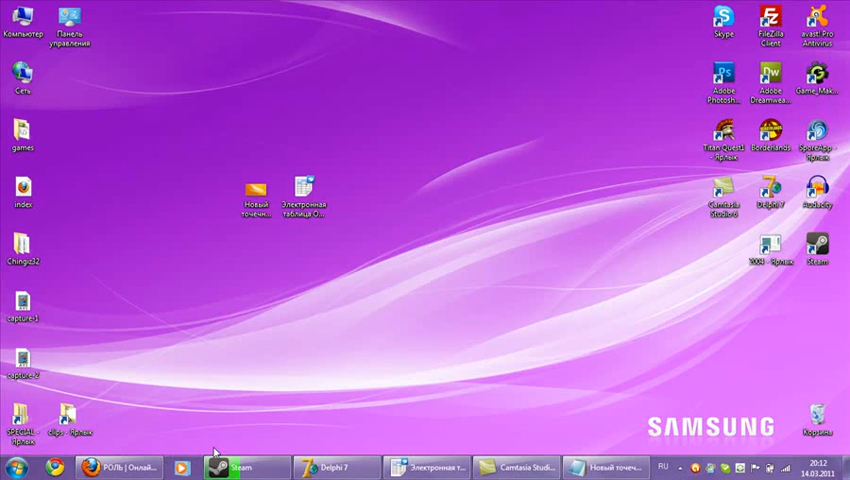 Компьютер
Панель
управления
Сеть
games
index
Chingiz32
capture-1
capture-2
SPECIAL -
Ярлык
clips - Ярлык
Новый
точечн...
Электронная
таблица O...
Skype
FileZilla
Client
avast! Pro
Antivirus
Adobe
Photosh...
Adobe
Dreamwea...
Game_Mak...
Titan Quest1
- Ярлык
Borderlands
SporeApp -
Ярлык
Camtasia
Studio 6
Delphi 7
Audacity
2004 - Ярлык
Steam
SAMSUNG
Корзина
РОЛЬ | Онлай...
Steam
Delphi 7
Электронная т...
Camtasia Studi...
Новый точеч...
RU
20:12
14.03.2011